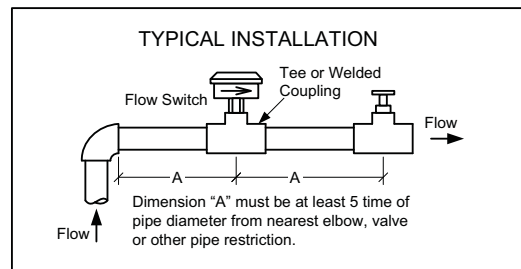 TYPICAL INSTALLATION
Tee or Welded
Coupling
Flow Switch
Flow
A
A
Dimension “A” must be at least 5 time of
pipe diameter from nearest elbow, valve
or other pipe restriction.
Flow